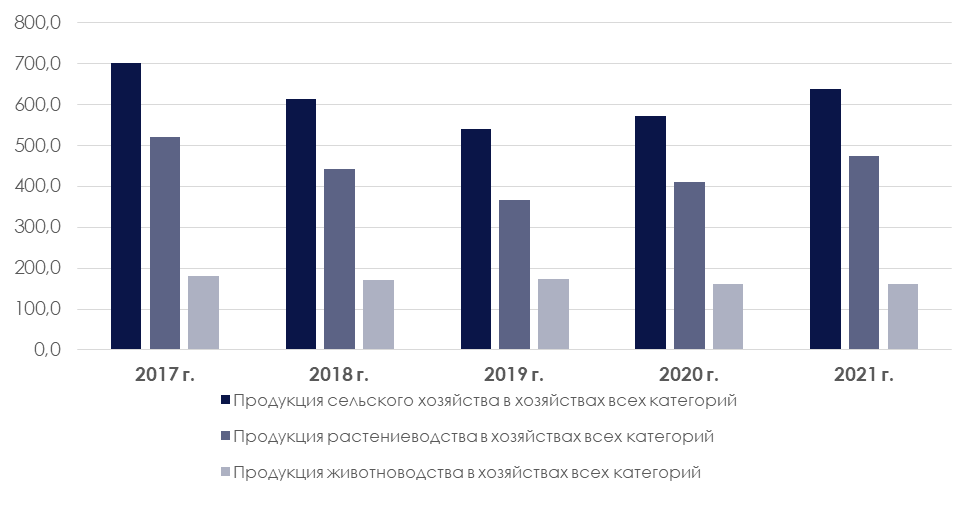 800,0
700,0
600,0
500,0
400,0
300,0
200,0
100,0
0,0
2017 г. 2018 г. 2019 г. 2020 г. 2021 г.
Продукция сельского хозяйства в хозяйствах всех категорий
Продукция растениеводства в хозяйствах всех категорий
Продукция животноводства в хозяйствах всех категорий